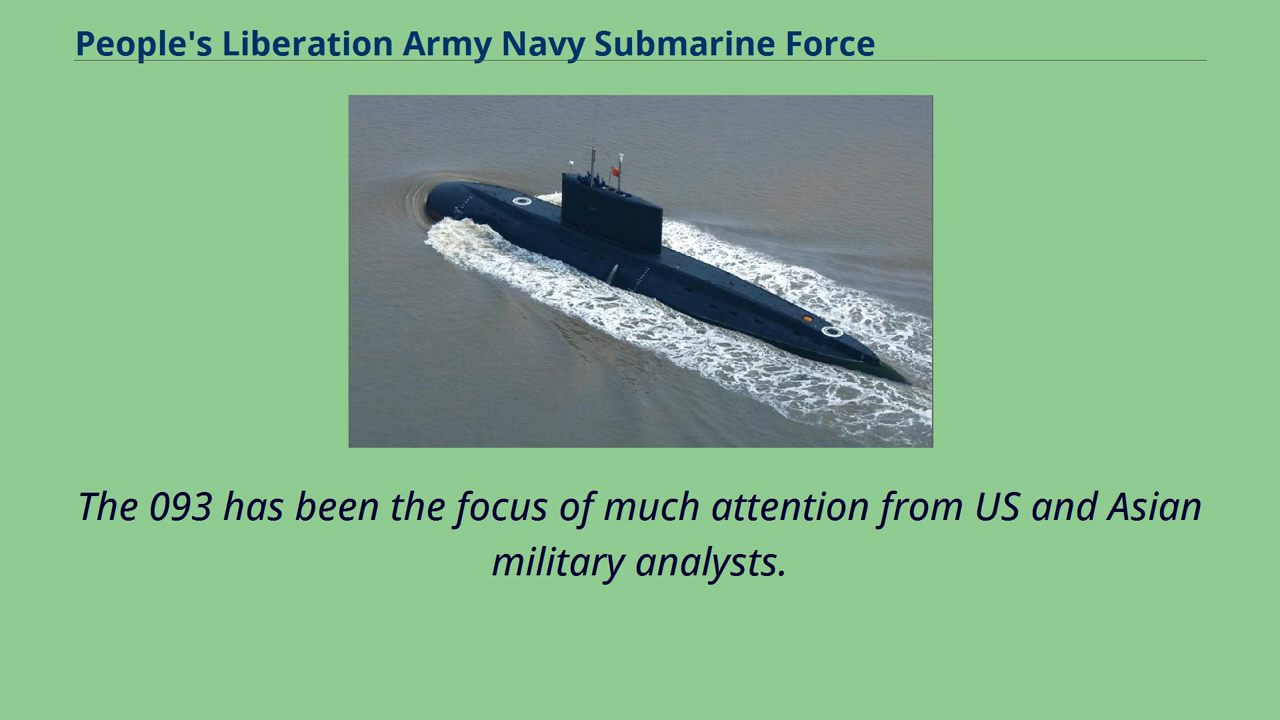 People's Liberation Army Navy Submarine Force
The 093 has been the focus of much attention from US and Asian
military analysts.